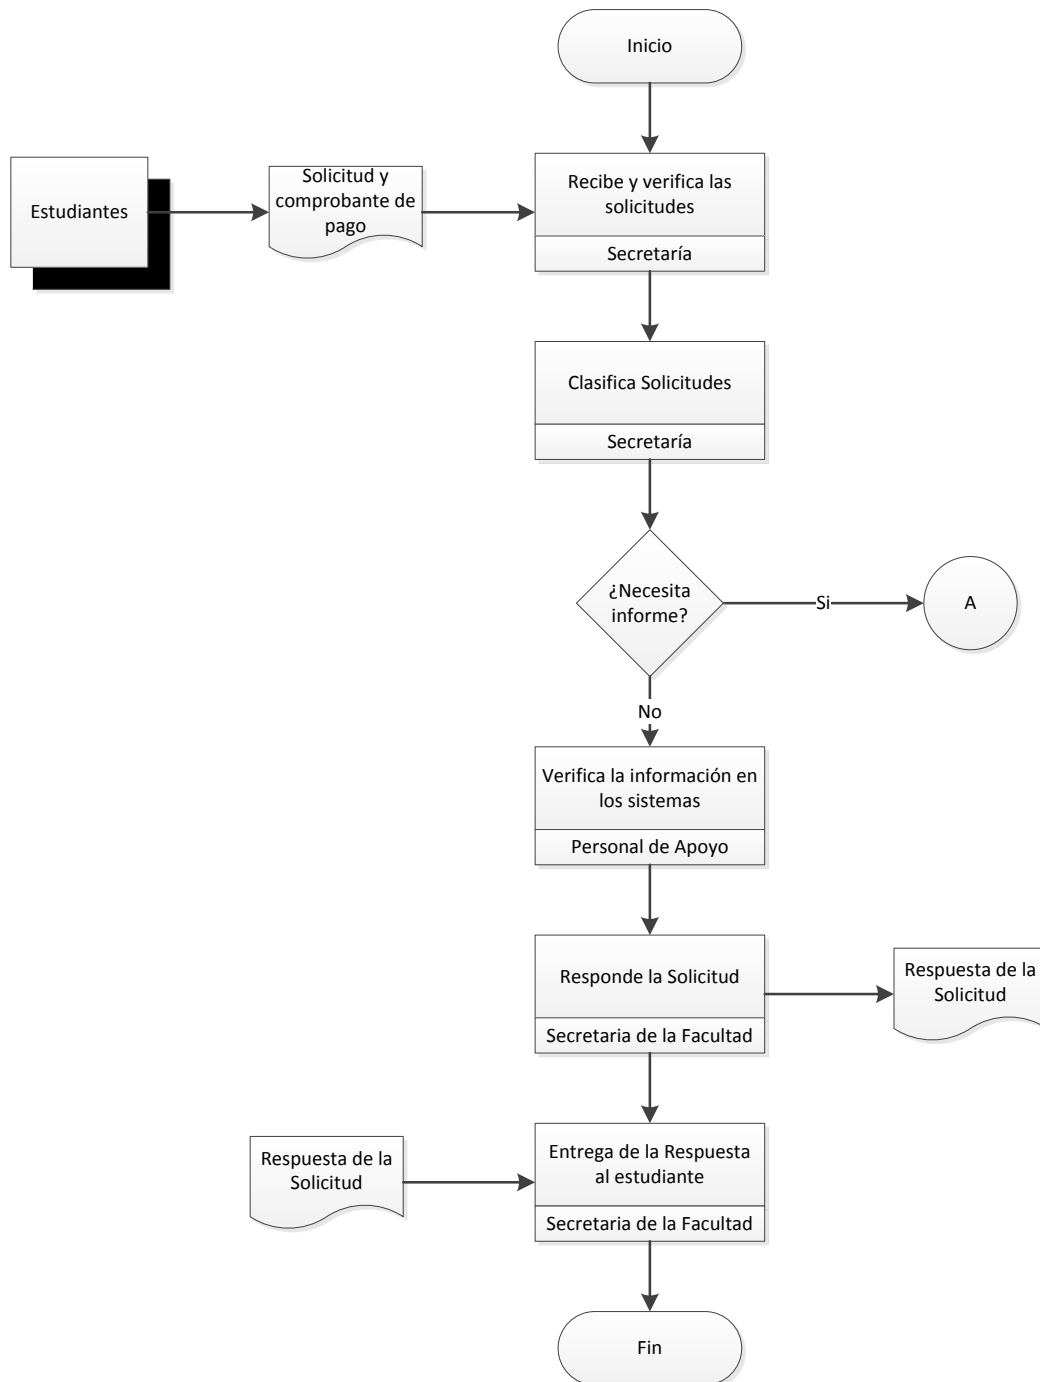 Inicio
Estudiantes
Solicitud y
comprobante de
pago
Recibe y verifica las
solicitudes
Secretaría
Clasifica Solicitudes
Secretaría
¿Necesita
informe?
Si
A
No
Verifica la información en
los sistemas
Personal de Apoyo
Responde la Solicitud
Secretaria de la Facultad
Respuesta de la
Solicitud
Respuesta de la
Solicitud
Entrega de la Respuesta
al estudiante
Secretaria de la Facultad
Fin